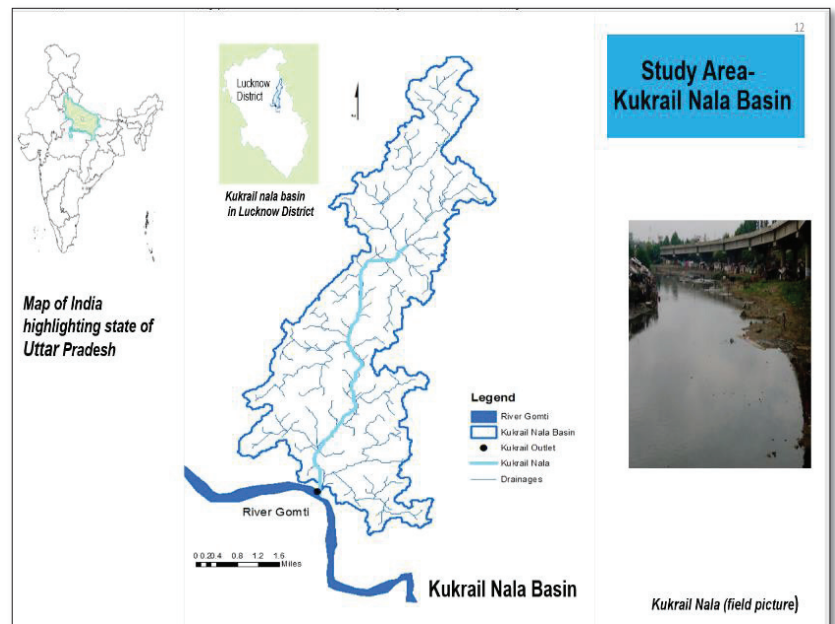 12
Study Area-
Kukrail Nala Basin
Lucknow
District
Kukrail nala basin
in Lucknow District
Map of India
highlighting state of
Uttar Pradesh
Legend
River Gomti
Kukrail Nala Basin
Kukrail Outlet
Kukrail Nala
Drainages
River Gomti
0 0.2 0.4 0.8 1.2 1.6
Miles
Kukrail Nala Basin
Kukrail Nala (field picture)